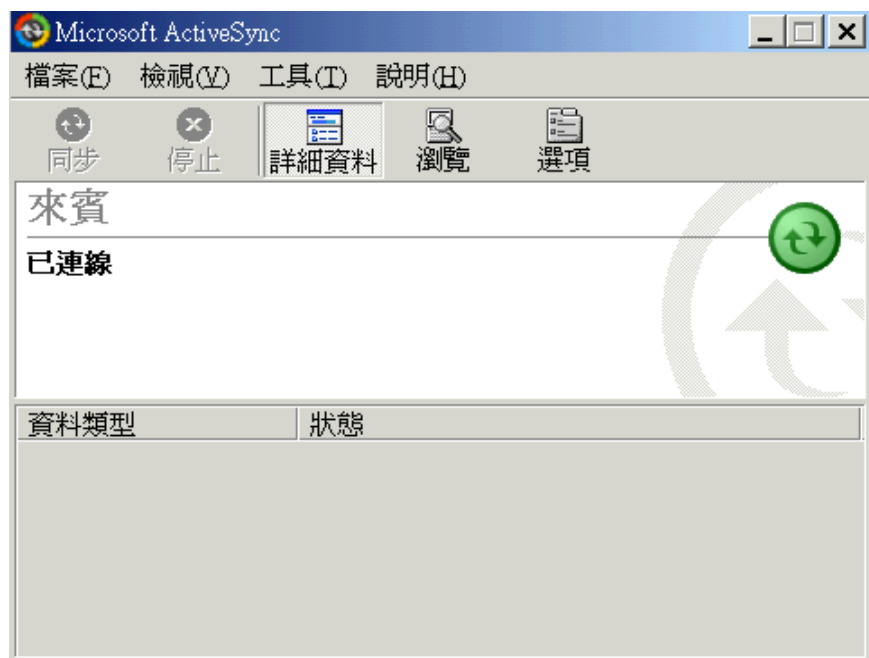 Microsoft ActiveSync
檔案(F) 檢視(V) 工具(T) 說明(H)
同步 停止 詳細資料 瀏覽 選項
來賓
已連線
資料類型 狀態